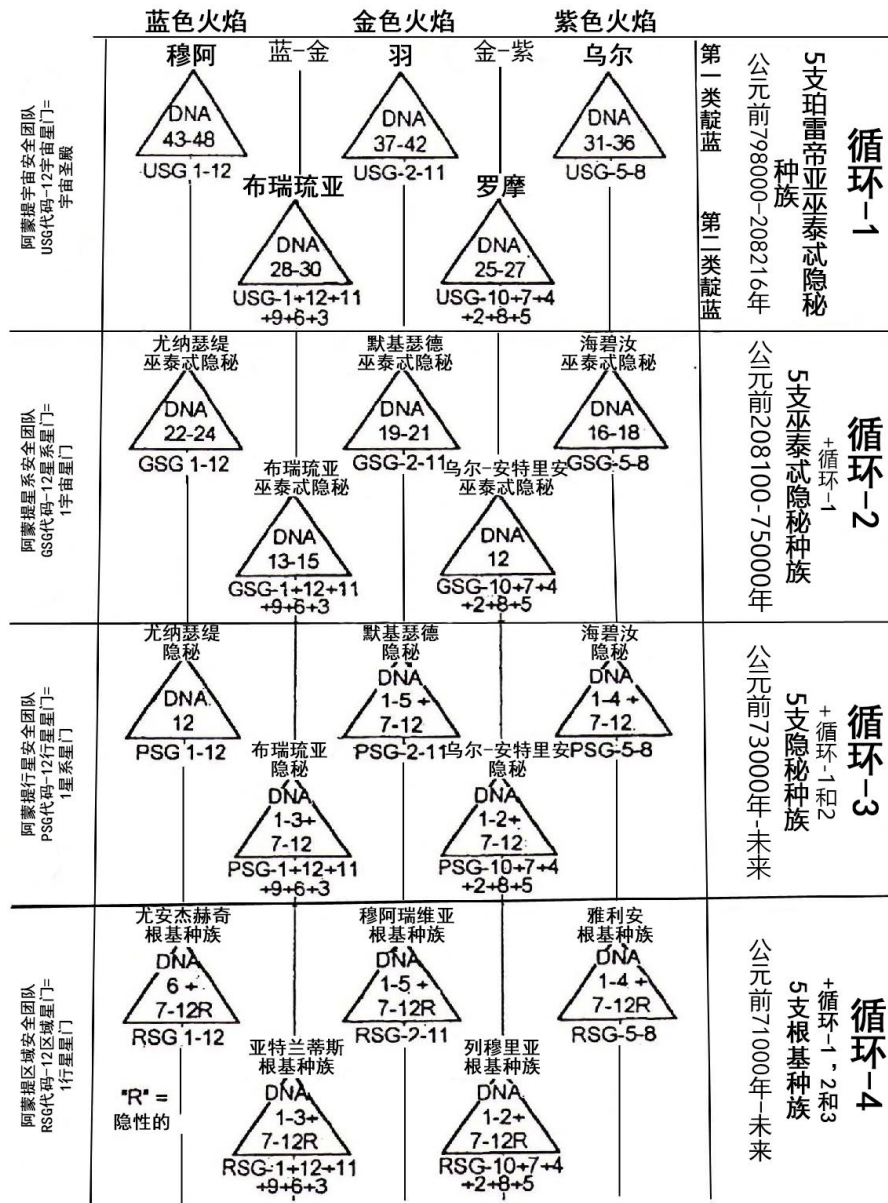 蓝色火焰 金色火焰 紫色火焰
穆阿 蓝-金 羽 金-紫 乌尔
DNA
43-48
USG 1-12
DNA
37-42
USG-2-11
DNA
31-36
USG-5-8
布瑞琉亚
DNA
28-30
USG-1+12+11
+9+6+3
罗摩
DNA
25-27
USG-10+7+4
+2+8+5
第一类靛蓝
第二类靛蓝
公元前798000-208216年
5支珀雷帝亚巫泰忒隐秘
种族
循环-1
阿蒙提宇宙安全团队
USG代码-12宇宙星门=
宇宙圣殿
尤纳瑟缇
巫泰忒隐秘
DNA
22-24
GSG 1-12
默基瑟德
巫泰忒隐秘
DNA
19-21
GSG-2-11
海碧汝
巫泰忒隐秘
DNA
16-18
GSG-5-8
布瑞琉亚
巫泰忒隐秘
DNA
13-15
GSG-1+12+11
+9+6+3
乌尔-安特里安
巫泰忒隐秘
DNA
12
GSG-10+7+4
+2+8+5
公元前208100-75000年
5支巫泰忒隐秘种族
+循环-1
循环-2
阿蒙提星系安全团队
GSG代码-12星系星门=
1宇宙星门
尤纳瑟缇
隐秘
DNA
12
PSG 1-12
默基瑟德
隐秘
DNA
1-5 +
7-12
PSG-2-11
海碧汝
隐秘
DNA
1-4 +
7-12
PSG-5-8
布瑞琉亚
隐秘
DNA
1-3+
7-12
PSG-1+12+11
+9+6+3
乌尔-安特里安
隐秘
DNA
1-2+
7-12
PSG-10+7+4
+2+8+5
公元前73000年-未来
5支隐秘种族
+循环-1和2
循环-3
阿蒙提行星安全团队
PSG代码-12行星星门=
1星系星门
尤安杰赫奇
根基种族
DNA
6 +
7-12R
RSG 1-12
穆阿瑞维亚
根基种族
DNA
1-5 +
7-12R
RSG-2-11
雅利安
根基种族
DNA
1-4 +
7-12R
RSG-5-8
亚特兰蒂斯
根基种族
DNA
1-3+
7-12R
RSG-1+12+11
+9+6+3
列穆里亚
根基种族
DNA
1-2+
7-12R
RSG-10+7+4
+2+8+5
"R" =
隐性的
公元前71000年-未来
5支根基种族
+循环-1，2和3
循环-4
阿蒙提区域安全团队
RSG代码-12区域星门=
1行星星门